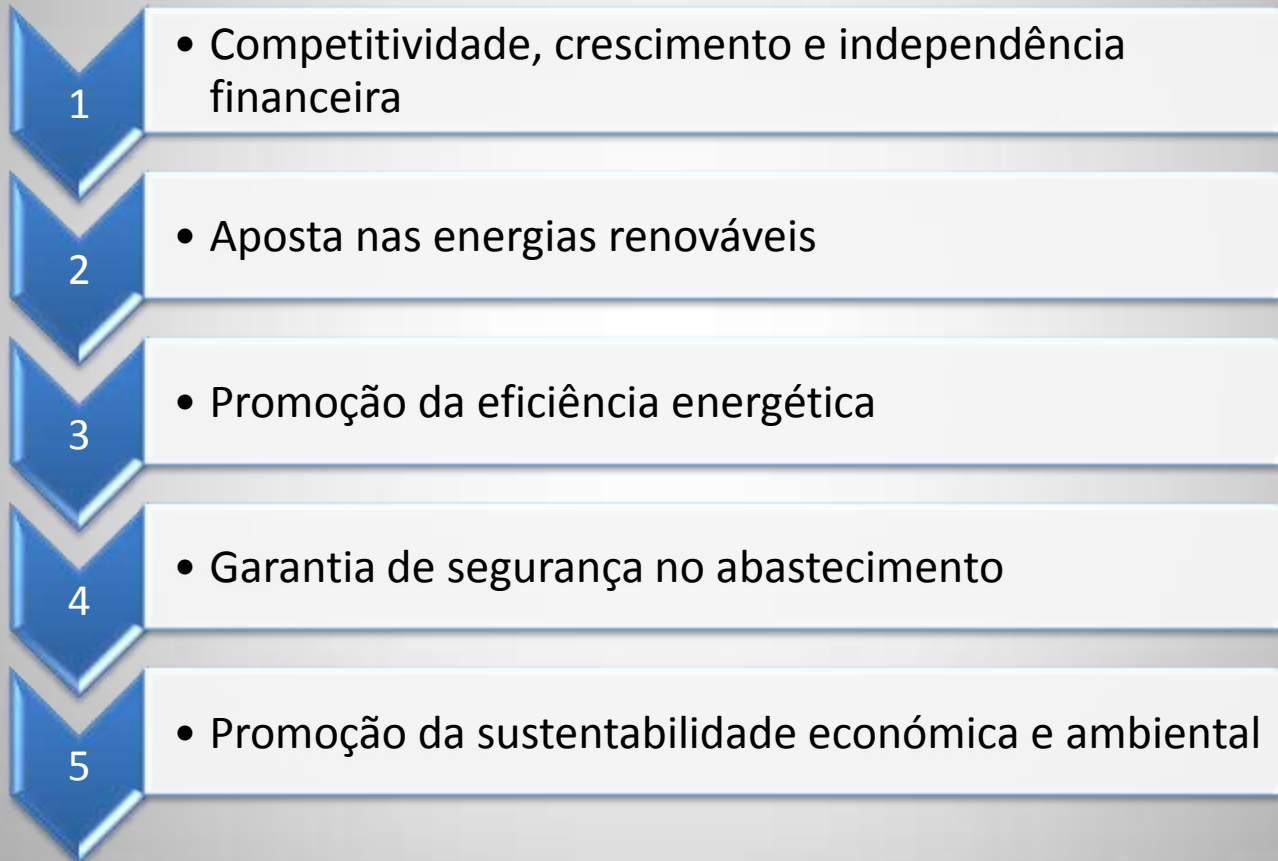 1
• Competitividade, crescimento e independência
financeira
2
• Aposta nas energias renováveis
3
• Promoção da eficiência energética
4
• Garantia de segurança no abastecimento
5
• Promoção da sustentabilidade económica e ambiental